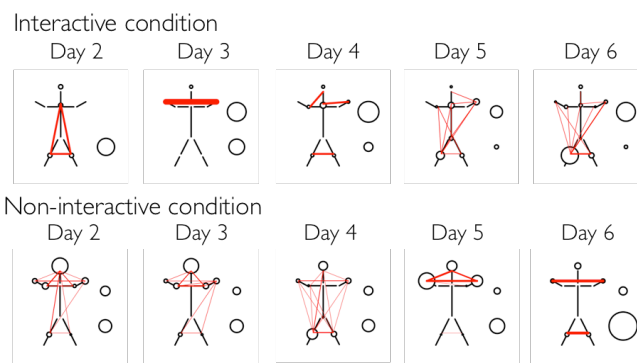 Interactive condition
Day 2 Day 3 Day 4 Day 5 Day 6
Non-interactive condition
Day 2 Day 3 Day 4 Day 5 Day 6